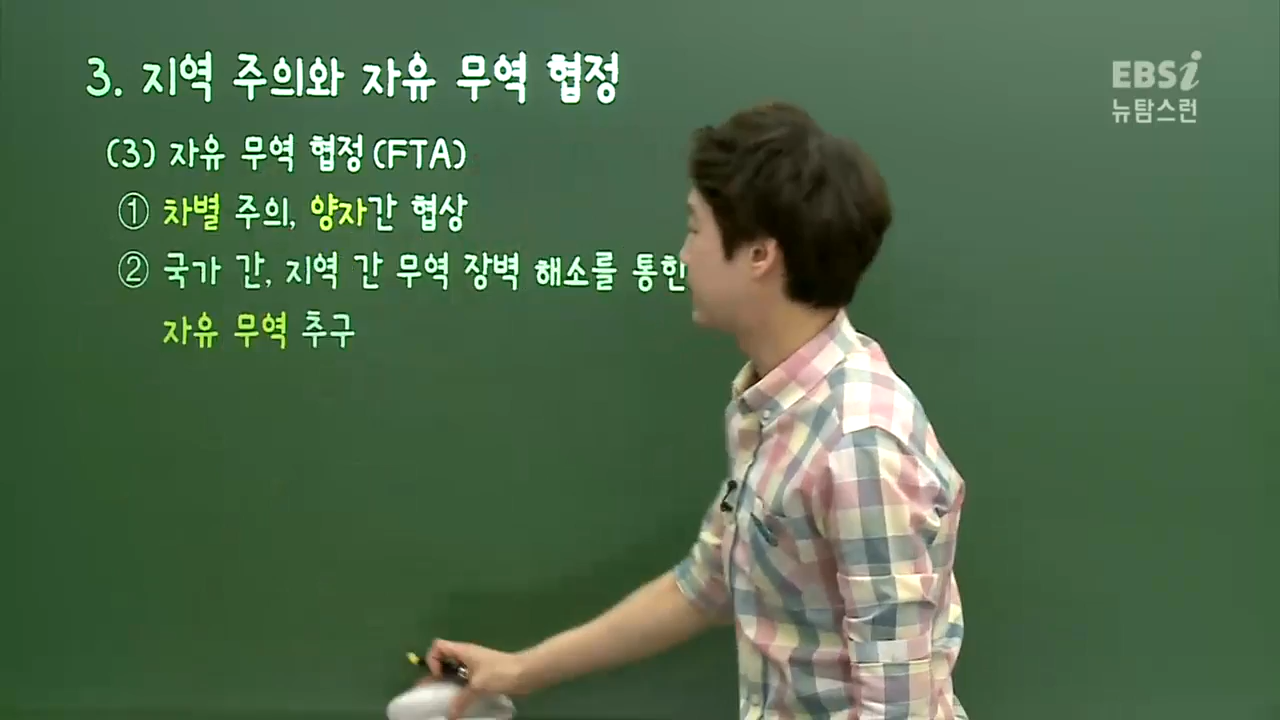 3. 지역 주의와 자유 무역 협정
(3) 자유 무역 협정(FTA)
① 차별 주의, 양자간 협상
② 국가 간, 지역 간 무역 장벽 해소를 통한
자유 무역 추구
EBSi
뉴탐스런